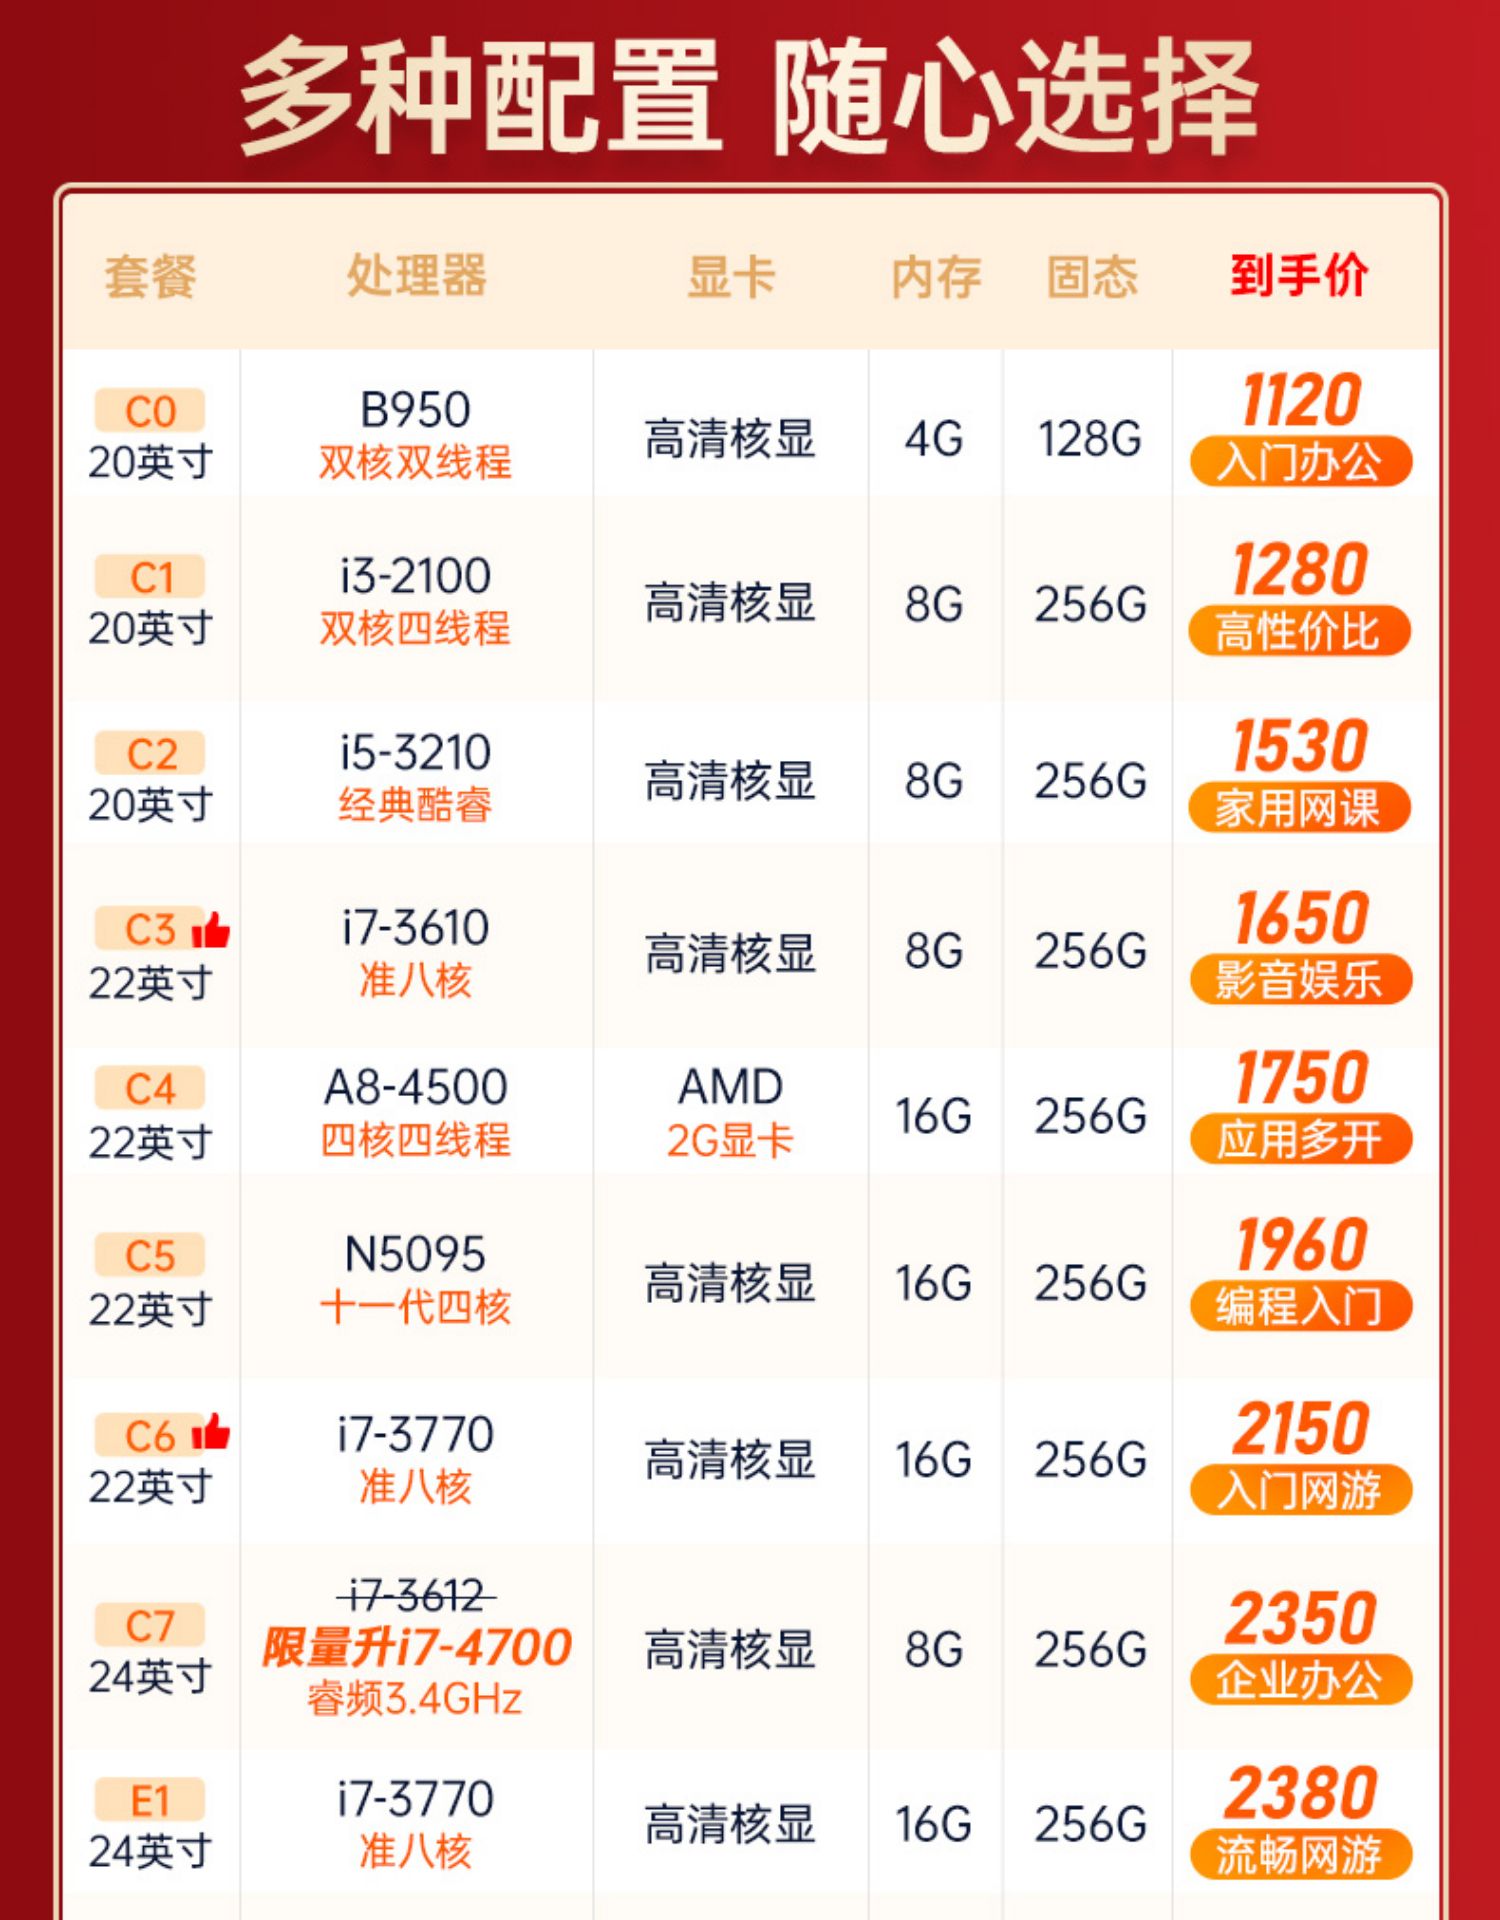 多种配置 随心选择
套餐 处理器 显卡 内存 固态 到手价
C0
20英寸
B950
双核双线程
高清核显
4G
128G
1120
入门办公
C1
20英寸
i3-2100
双核四线程
高清核显
8G
256G
1280
高性价比
C2
20英寸
i5-3210
经典酷睿
高清核显
8G
256G
1530
家用网课
C3
22英寸
i7-3610
准八核
高清核显
8G
256G
1650
影音娱乐
C4
22英寸
A8-4500
四核四线程
AMD
2G显卡
16G
256G
1750
应用多开
C5
22英寸
N5095
十一代四核
高清核显
16G
256G
1960
编程入门
C6
22英寸
i7-3770
准八核
高清核显
16G
256G
2150
入门网游
C7
24英寸
i7-3612
限量升i7-4700
睿频3.4GHz
高清核显
8G
256G
2350
企业办公
E1
24英寸
i7-3770
准八核
高清核显
16G
256G
2380
流畅网游